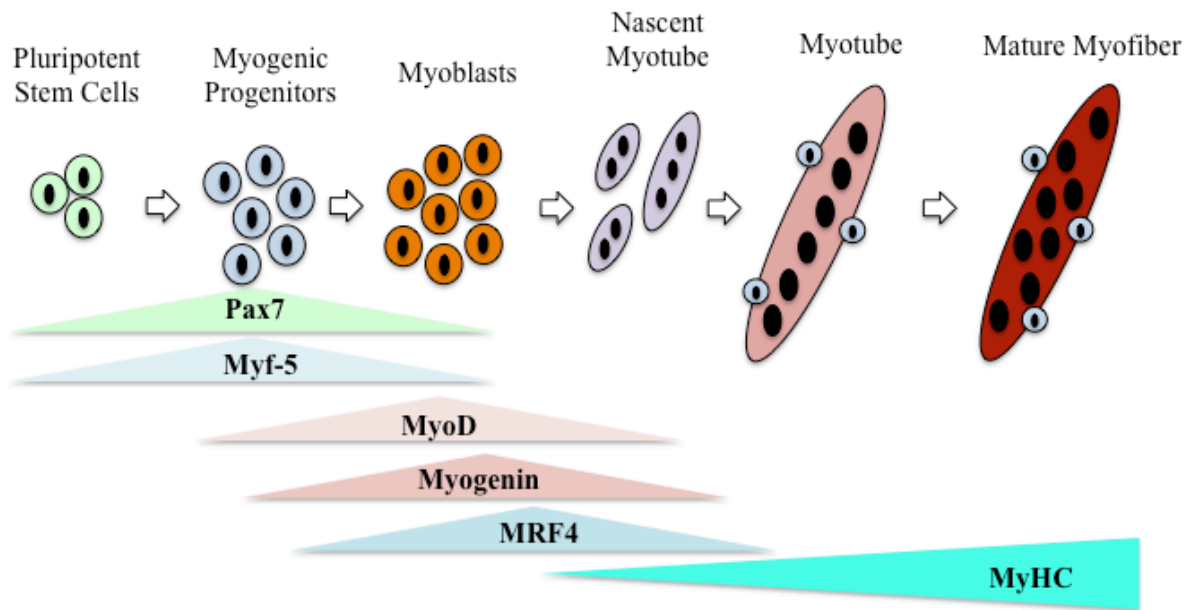 Pluripotent
Stem Cells
Myogenic
Progenitors
Myoblasts
Nascent
Myotube
Myotube
Mature Myofiber
Pax7
Myf-5
MyoD
Myogenin
MRF4
MyHC